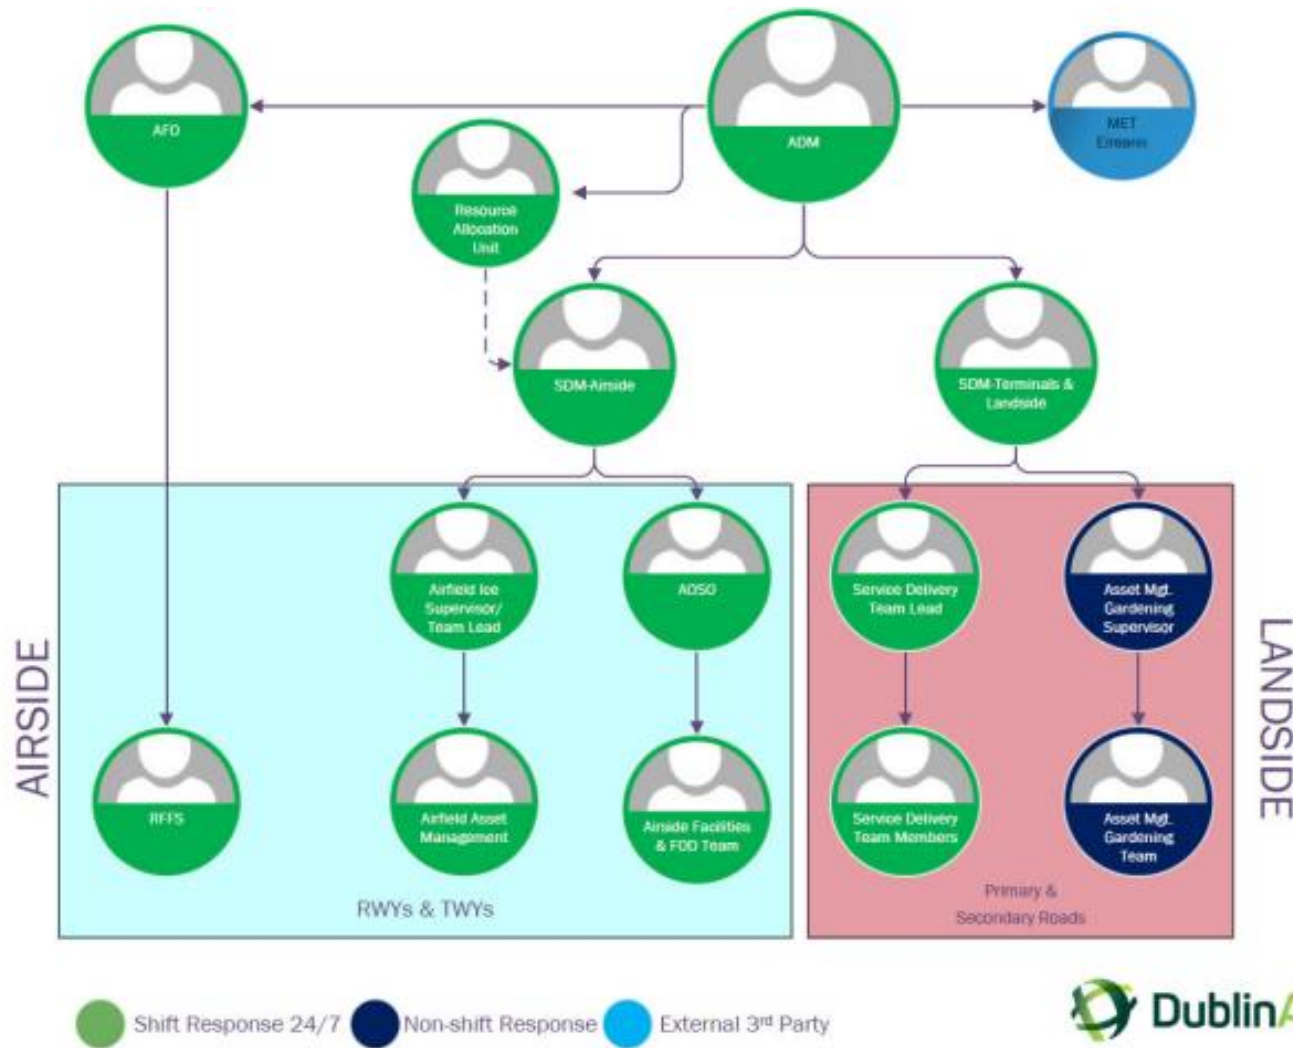 AFO
ADM
MET
Éireann
Resource
Allocation
Unit
SDM-Airside
SDM-Terminals &
Landside
AIRSIDE
LANDSIDE
Airfield Ice
Supervisor/
Team Lead
AOSO
Service Delivery
Team Lead
Asset Mgt.
Gardening
Supervisor
RFFS
Airfield Asset
Management
Airside Facilities
& FOD Team
Service Delivery
Team Members
Asset Mgt.
Gardening
Team
RWYs & TWYs
Primary &
Secondary Roads
Shift Response 24/7
Non-shift Response
External 3rd Party
DublinA